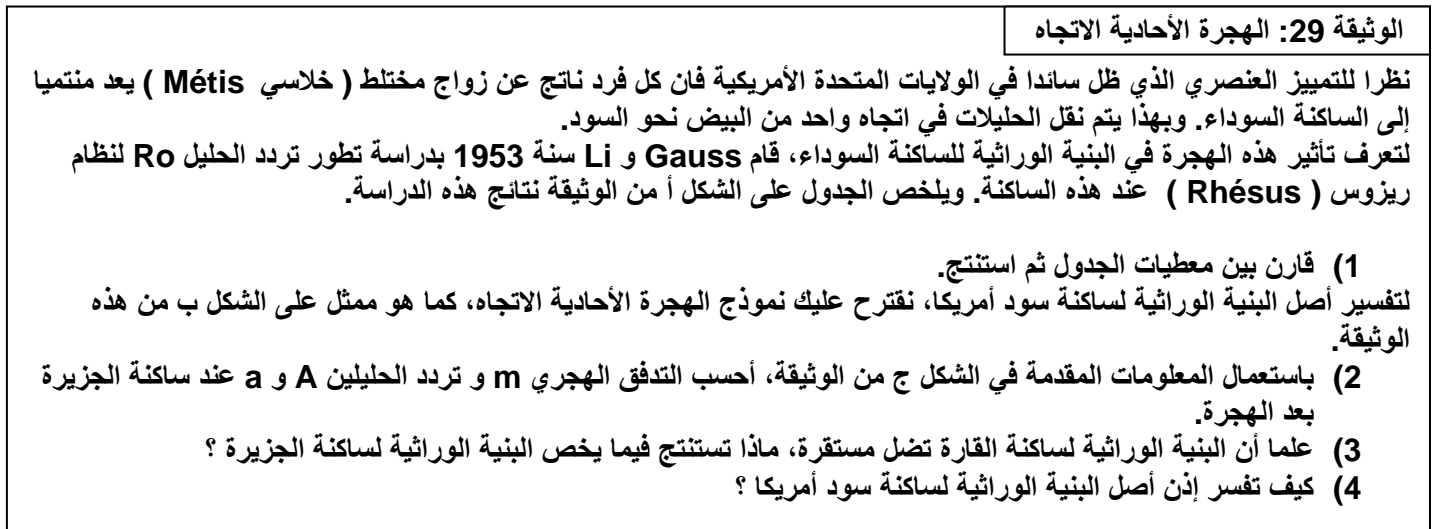 الوثيقة 29: الهجرة الأحادية الاتجاه
نظرا للتمييز العنصري الذي ظل سائدا في الولايات المتحدة الأمريكية فان كل فرد ناتج عن زواج مختلط ( خلاسي Métis ) يعد منتميا
إلى الساكنة السوداء. وبهذا يتم نقل الحليلات في اتجاه واحد من البيض نحو السود.
لتعرف تأثير هذه الهجرة في البنية الوراثية للساكنة السوداء، قام Gauss و Li سنة 1953 بدراسة تطور تردد الحليل Ro لنظام
ريزوس ( Rhésus ) عند هذه الساكنة. ويلخص الجدول على الشكل أ من الوثيقة نتائج هذه الدراسة.
1) قارن بين معطيات الجدول ثم استنتج.
لتفسير أصل البنية الوراثية لساكنة سود أمريكا، نقترح عليك نموذج الهجرة الأحادية الاتجاه، كما هو ممثل على الشكل ب من هذه
الوثيقة.
2) باستعمال المعلومات المقدمة في الشكل ج من الوثيقة، أحسب التدفق الهجري m و تردد الحليلين A و a عند ساكنة الجزيرة
بعد الهجرة.
3) علما أن البنية الوراثية لساكنة القارة تضل مستقرة، ماذا تستنتج فيما يخص البنية الوراثية لساكنة الجزيرة ؟
4) كيف تفسر إذن أصل البنية الوراثية لساكنة سود أمريكا ؟